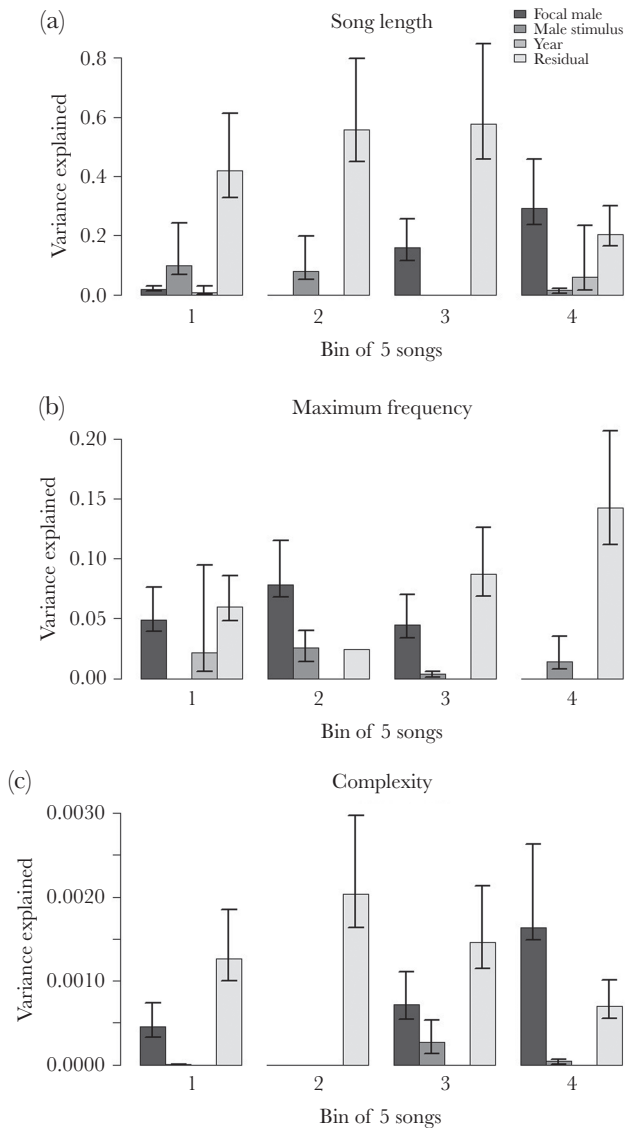 (a)
Song length
Focal male
Male stimulus
Year
Residual
Variance explained
0.8
0.6
0.4
0.2
0.0
1 2 3 4
Bin of 5 songs
(b)
Maximum frequency
Variance explained
0.20
0.15
0.10
0.05
0.00
1 2 3 4
Bin of 5 songs
(c)
Complexity
Variance explained
0.0030
0.0020
0.0010
0.0000
1 2 3 4
Bin of 5 songs